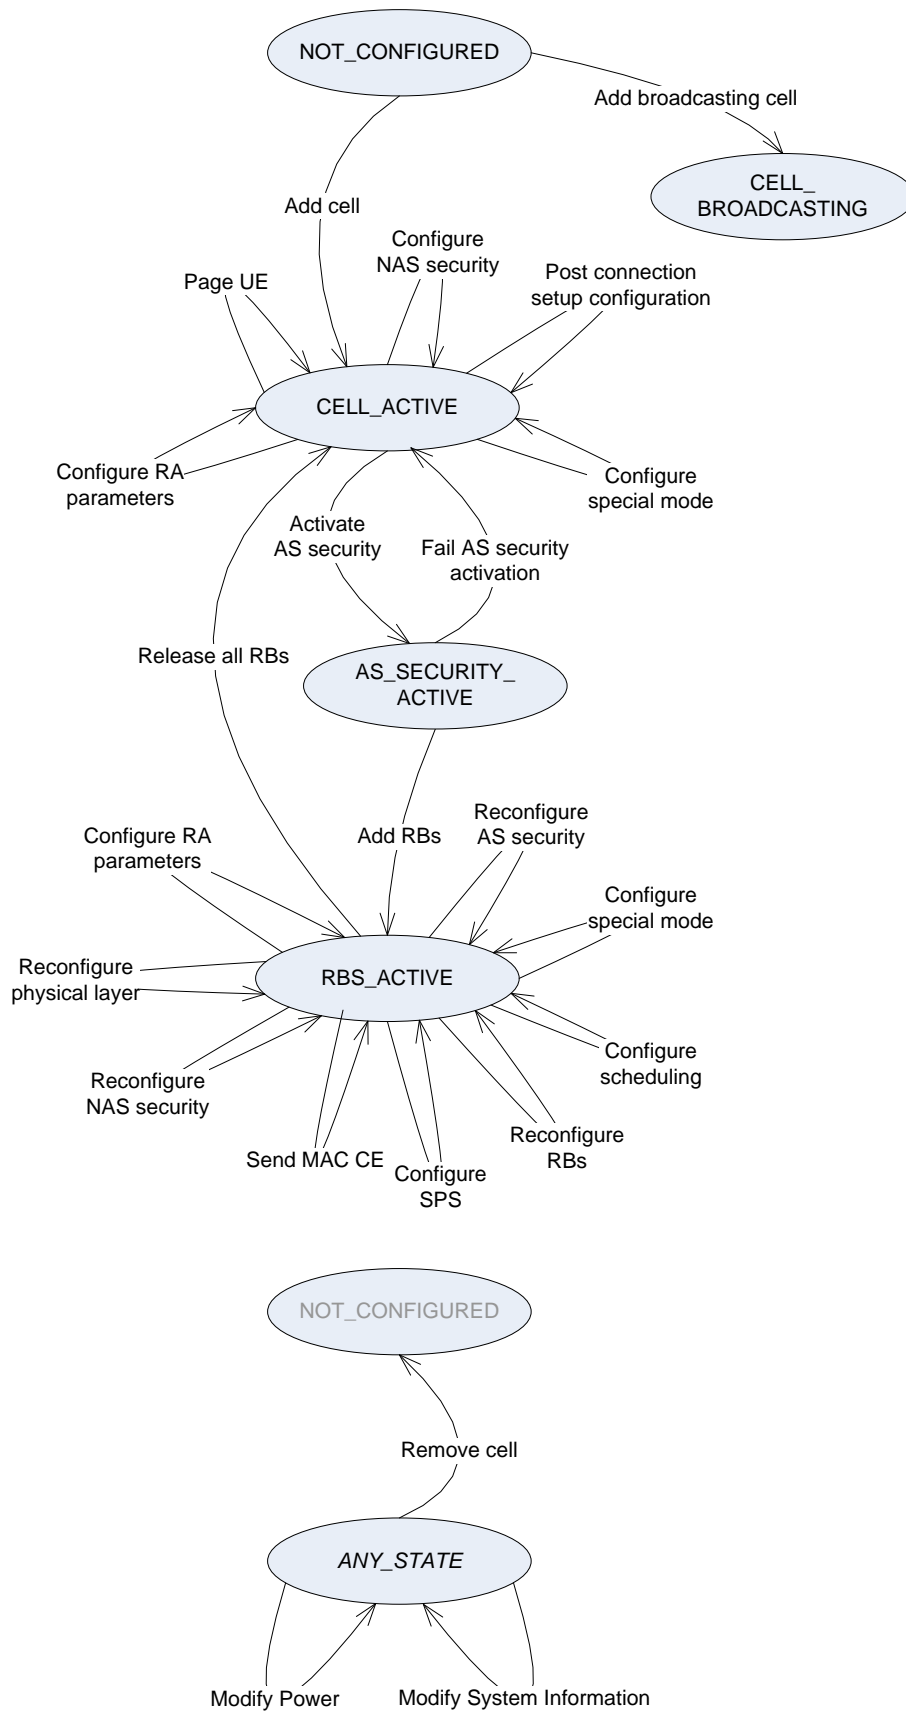 NOT_CONFIGURED
Add broadcasting cell
CELL_
BROADCASTING
Add cell
Configure
NAS security
Page UE
Post connection
setup configuration
CELL_ACTIVE
Configure RA
parameters
Configure
special mode
Activate
AS security
Fail AS security
activation
Release all RBs
AS_SECURITY_
ACTIVE
Add RBs
Reconfigure
AS security
Configure RA
parameters
Configure
special mode
Reconfigure
physical layer
RBS_ACTIVE
Configure
scheduling
Reconfigure
NAS security
Send MAC CE
Configure
SPS
Reconfigure
RBs
NOT_CONFIGURED
Remove cell
ANY_STATE
Modify Power
Modify System Information